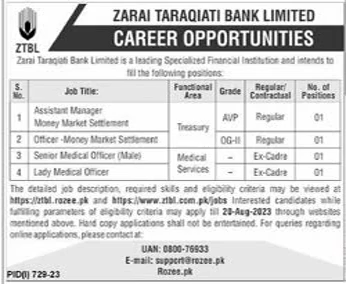 ZTBL
ZARAI TARAQIATI BANK LIMITED
CAREER OPPORTUNITIES
Zarai Taraqiati Bank Limited is a leading Specialized Financial Institution and intends to
fill the following positions:
S. No. Job Title: Functional Area Grade Regular/ Contractual No. of Positions
1 Assistant Manager Money Market Settlement Treasury AVP Regular 01
2 Officer -Money Market Settlement OG-II Regular 01
3 Senior Medical Officer (Male) Medical Services – Ex-Cadre 01
4 Lady Medical Officer – Ex-Cadre 01
The detailed job description, required skills and eligibility criteria may be viewed at
https://ztbl.rozee.pk and https://www.ztbl.com.pk/jobs Interested candidates while
fulfilling parameters of eligibility criteria may apply till 28-Aug-2023 through websites
mentioned above. Hard copy applications shall not be entertained. For queries regarding
online applications, please contact at:
UAN: 0800-76933
E-mail: support@rozee.pk
Rozee.pk
PID(I) 729-23